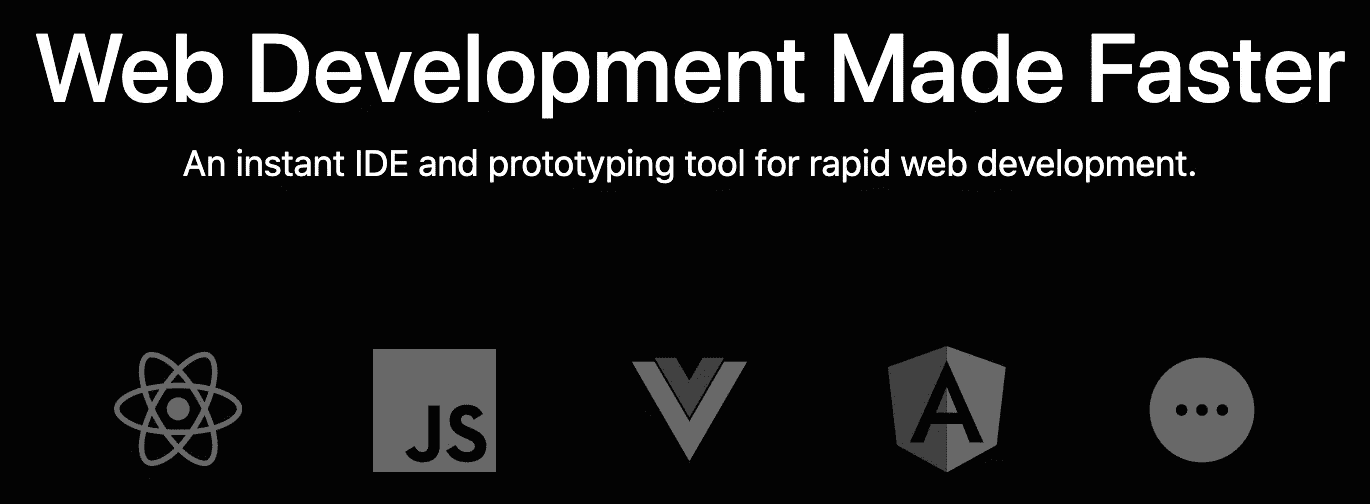 Web Development Made Faster
An instant IDE and prototyping tool for rapid web development.
JS
A